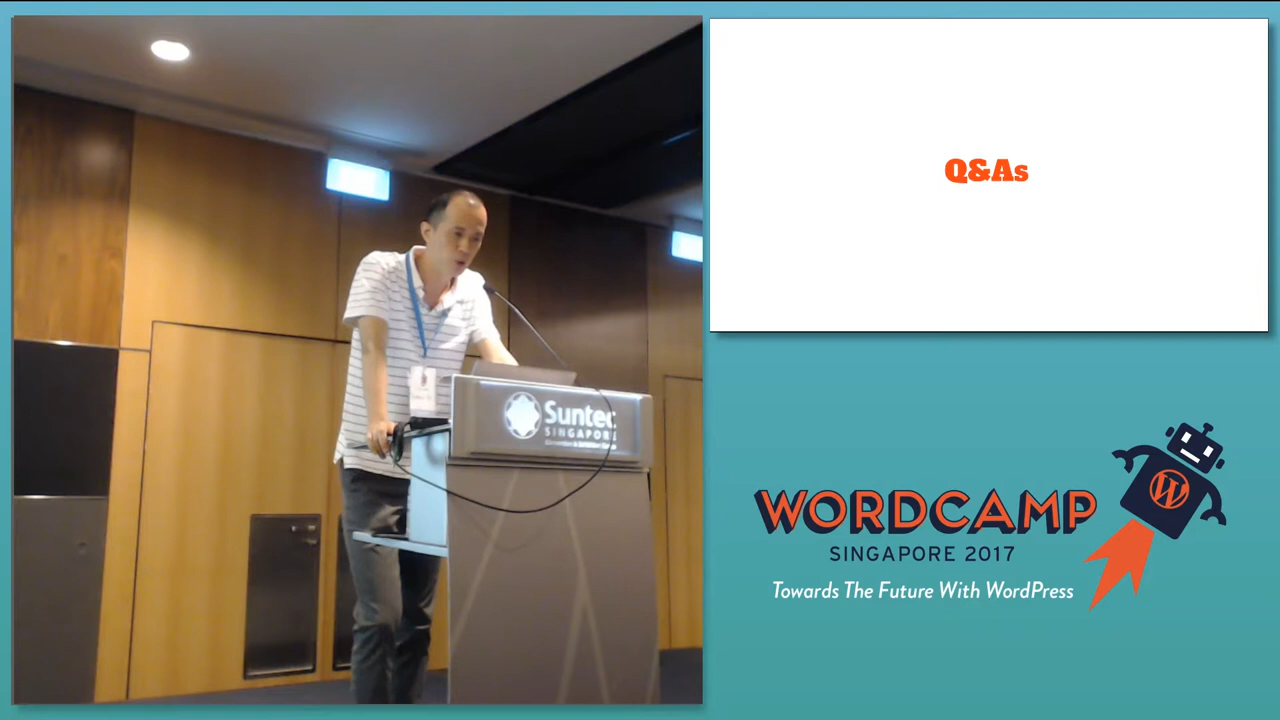 Q&As
Suntec
SINGAPORE
WORDCAMP
SINGAPORE 2017
Towards The Future With WordPress